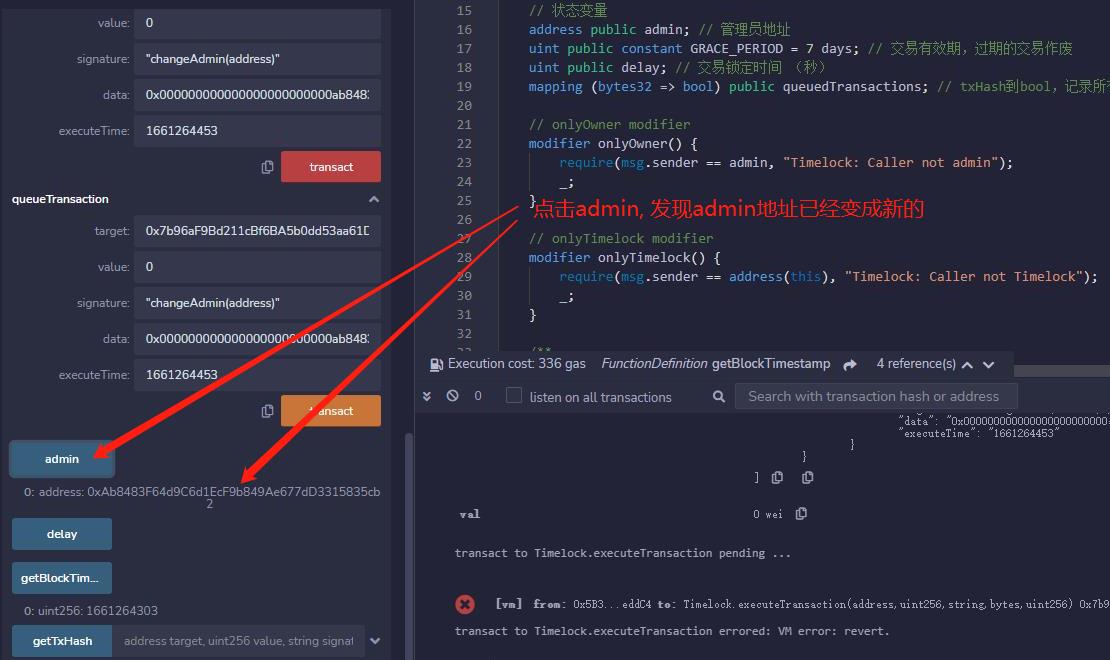 value: 0
signature: "changeAdmin(address)"
data: 0x000000000000000000000000ab848
executeTime: 1661264453
transact
queueTransaction
target: 0x7b96aF9Bd211cBf6BA5b0dd53aa61D
value: 0
signature: "changeAdmin(address)"
data: 0x000000000000000000000000ab848
executeTime: 1661264453
transact
admin
0: address: 0xAb8483F64d9C6d1EcF9b849Ae677dD3315835cb
2
delay
getBlockTim...
0: uint256: 1661264303
getTxHash address target, uint256 value, string signat
15 // 状态变量
16 address public admin; // 管理员地址
17 uint public constant GRACE_PERIOD = 7 days; // 交易有效期，过期的交易作废
18 uint public delay; // 交易锁定时间 （秒）
19 mapping (bytes32 => bool) public queuedTransactions; // txHash到bool，记录所
20
21 // onlyOwner modifier
22 modifier onlyOwner() {
23 require(msg.sender == admin, "Timelock: Caller not admin");
24 _;
25 }
点击admin, 发现admin地址已经变成新的
26
27 // onlyTimelock modifier
28 modifier onlyTimelock() {
29 require(msg.sender == address(this), "Timelock: Caller not Timelock");
30 _;
31 }
32
33 /**
Execution cost: 336 gas FunctionDefinition getBlockTimestamp 4 reference(s)
0 listen on all transactions Search with transaction hash or address
"data": "0x000000000000000000000000
"executeTime": "1661264453"
}
}
]
val 0 wei
transact to Timelock.executeTransaction pending ...
[vm] from: 0x5B3...eddC4 to: Timelock.executeTransaction(address,uint256,string,bytes,uint256) 0x7b9
transact to Timelock.executeTransaction errored: VM error: revert.